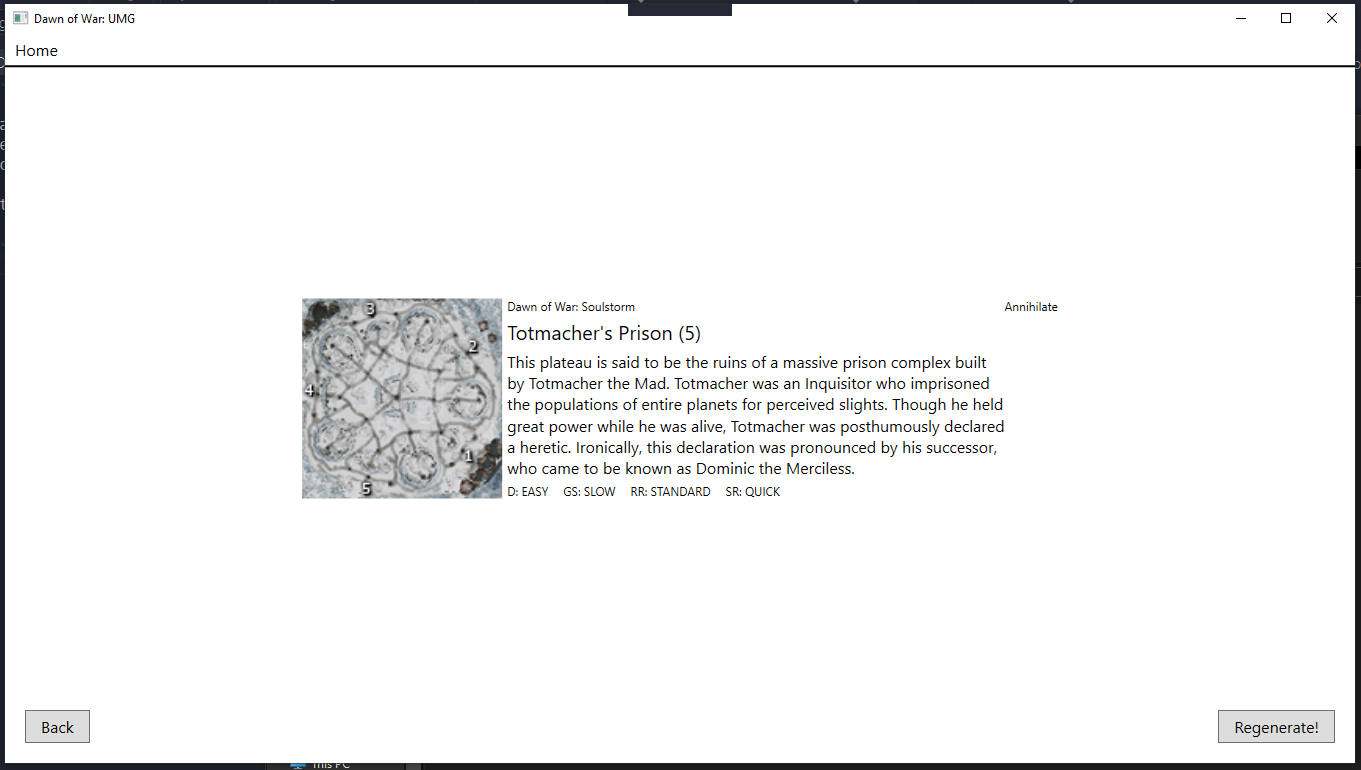 Dawn of War: UMG
Home
3
2
4
1
5
Dawn of War: Soulstorm
Annihilate
Totmacher's Prison (5)
This plateau is said to be the ruins of a massive prison complex built
by Totmacher the Mad. Totmacher was an Inquisitor who imprisoned
the populations of entire planets for perceived slights. Though he held
great power while he was alive, Totmacher was posthumously declared
a heretic. Ironically, this declaration was pronounced by his successor,
who came to be known as Dominic the Merciless.
D: EASY GS: SLOW RR: STANDARD SR: QUICK
Back
Regenerate!
This PC